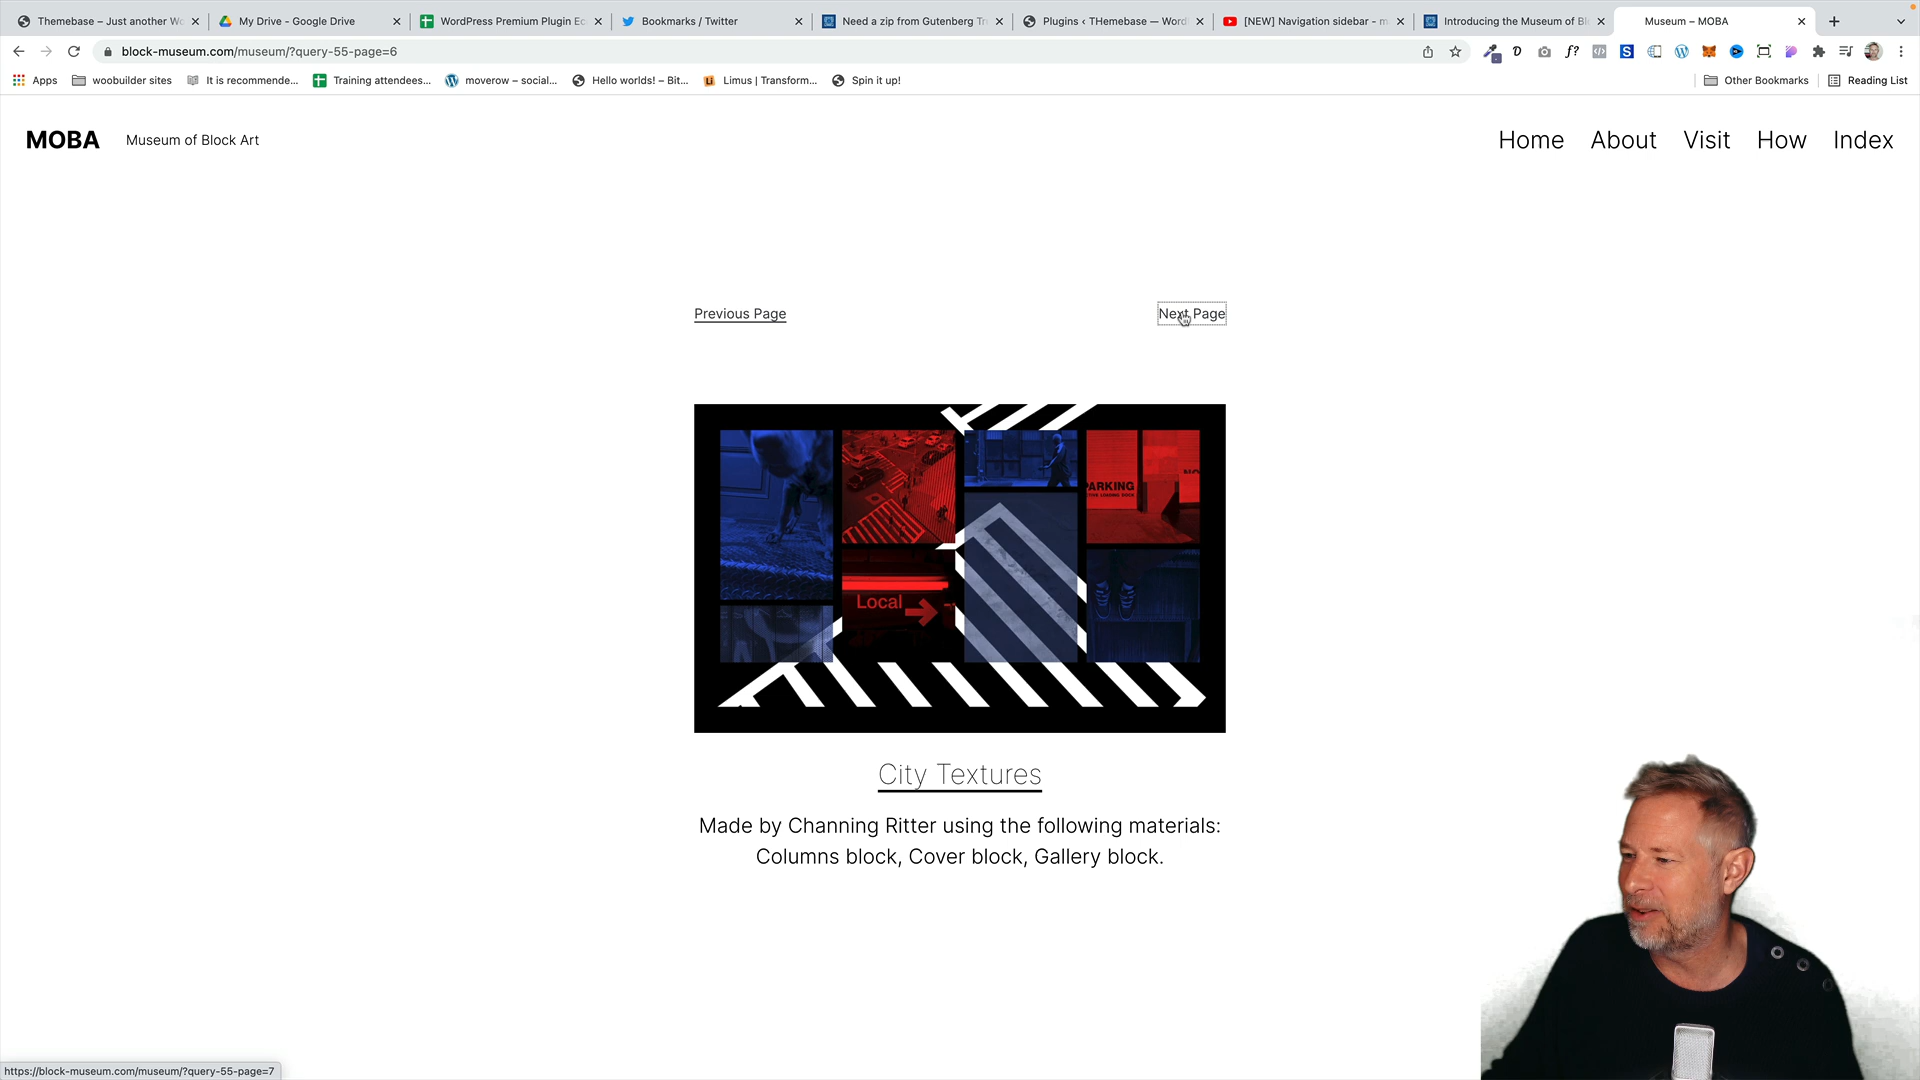 Themebase – Just another Wo
My Drive - Google Drive
WordPress Premium Plugin Ec
Bookmarks / Twitter
Need a zip from Gutenberg Tr
Plugins ‹ THemebase — Word
[NEW] Navigation sidebar - m
Introducing the Museum of Bl
Museum – MOBA
block-museum.com/museum/?query-55-page=6
Apps
woobuilder sites
It is recommende...
Training attendees...
moverow – social...
Hello worlds! – Bit...
Limus | Transform...
Spin it up!
Other Bookmarks
Reading List
MOBA
Museum of Block Art
Home
About
Visit
How
Index
Previous Page
Next Page
PARKING
Local
City Textures
Made by Channing Ritter using the following materials:
Columns block, Cover block, Gallery block.
https://block-museum.com/museum/?query-55-page=7